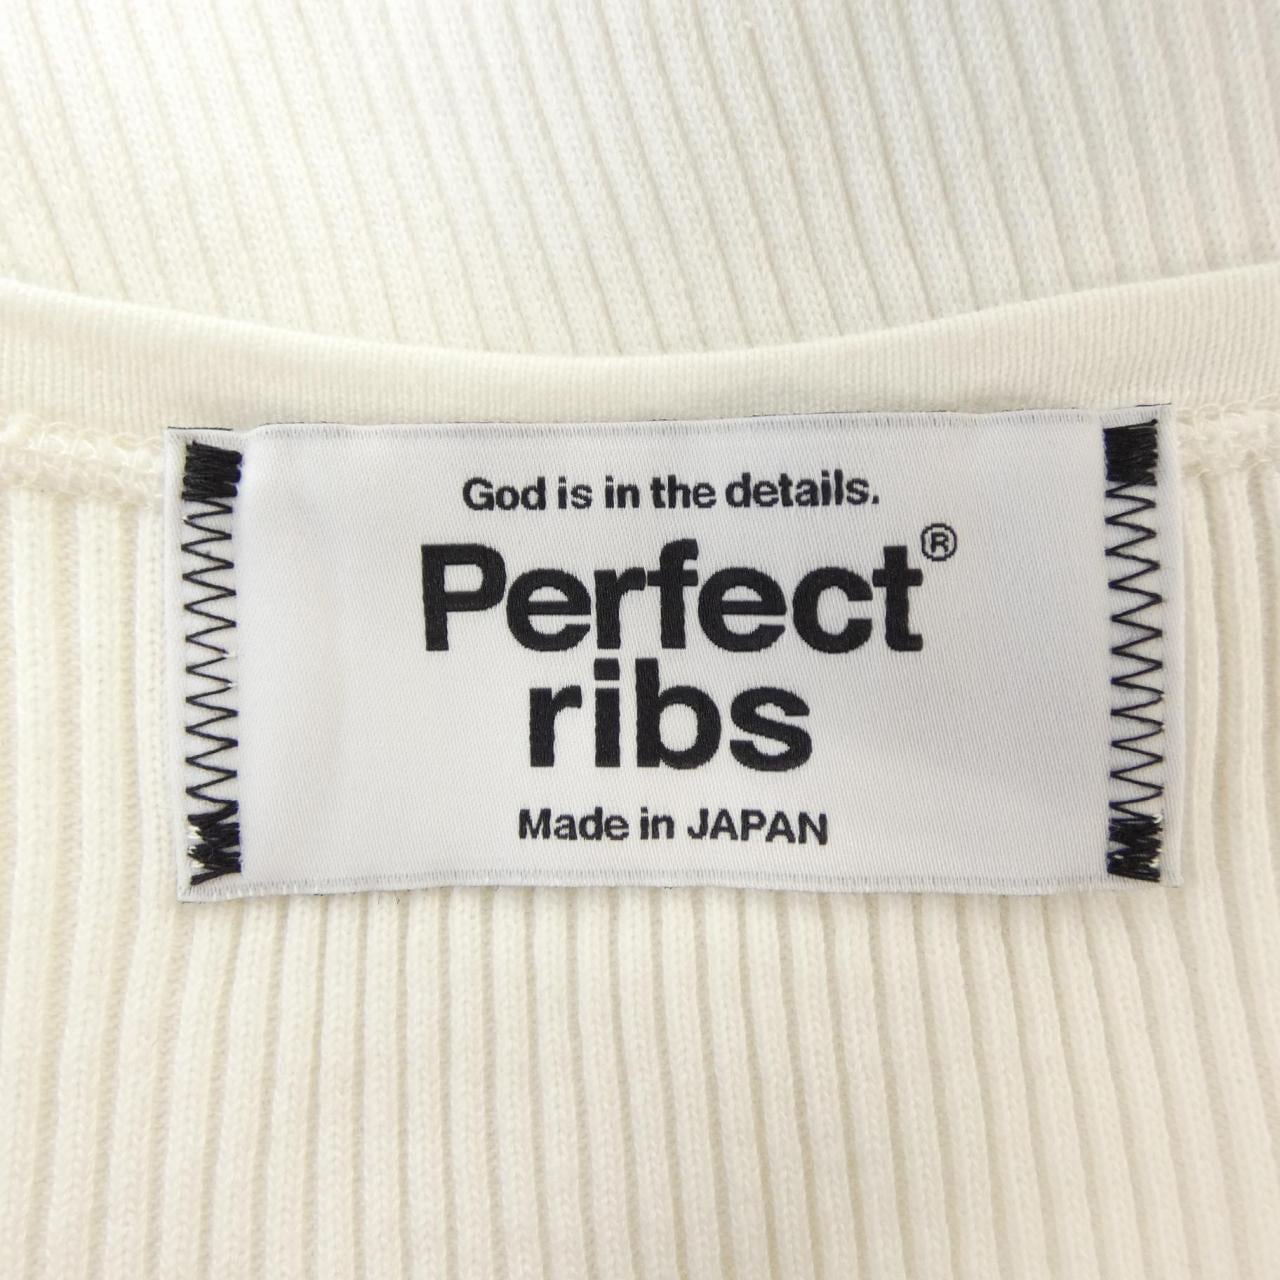 God is in the details.
Perfect®
ribs
Made in JAPAN